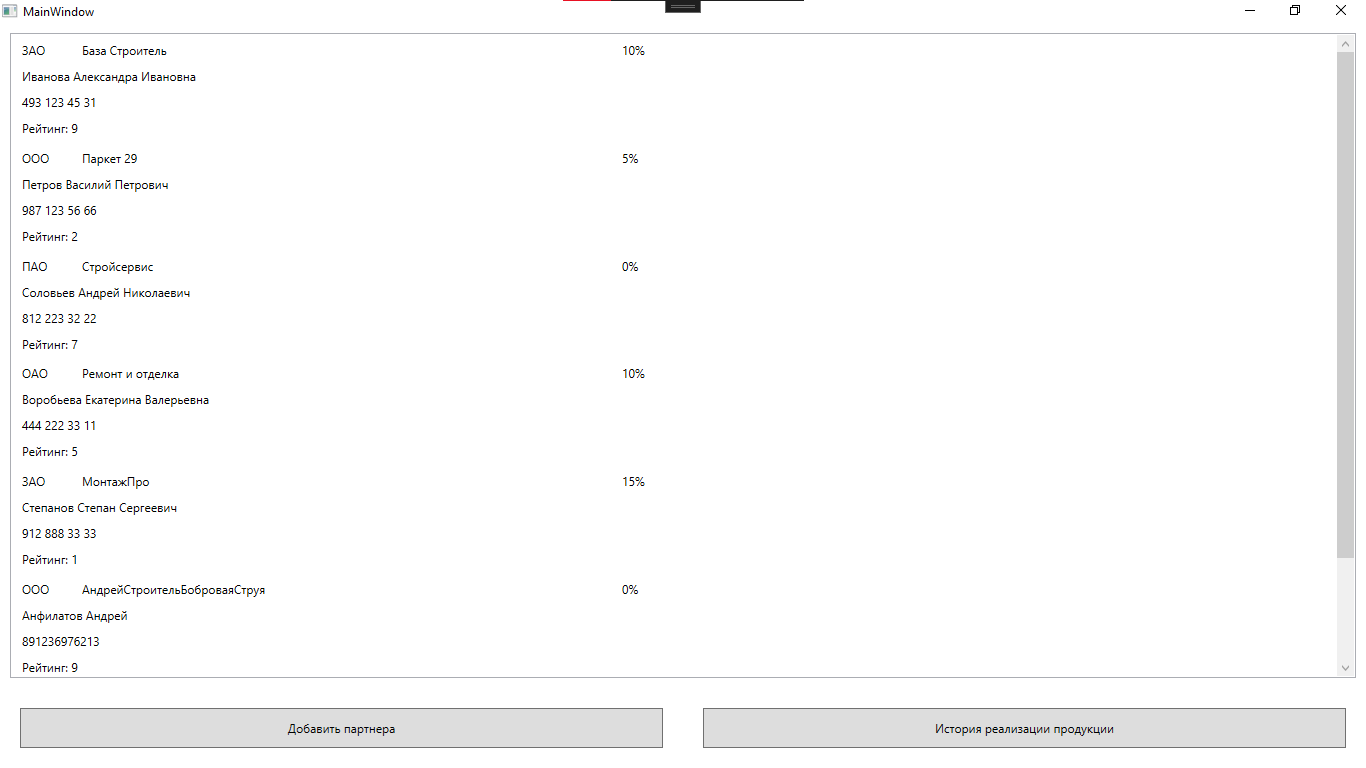 MainWindow
ЗАО База Строитель 10%
Иванова Александра Ивановна
493 123 45 31
Рейтинг: 9
ООО Паркет 29 5%
Петров Василий Петрович
987 123 56 66
Рейтинг: 2
ПАО Стройсервис 0%
Соловьев Андрей Николаевич
812 223 32 22
Рейтинг: 7
ОАО Ремонт и отделка 10%
Воробьева Екатерина Валерьевна
444 222 33 11
Рейтинг: 5
ЗАО МонтажПро 15%
Степанов Степан Сергеевич
912 888 33 33
Рейтинг: 1
ООО АндрейСтроительБоброваяСтруя 0%
Анфилатов Андрей
891236976213
Рейтинг: 9
Добавить партнера История реализации продукции